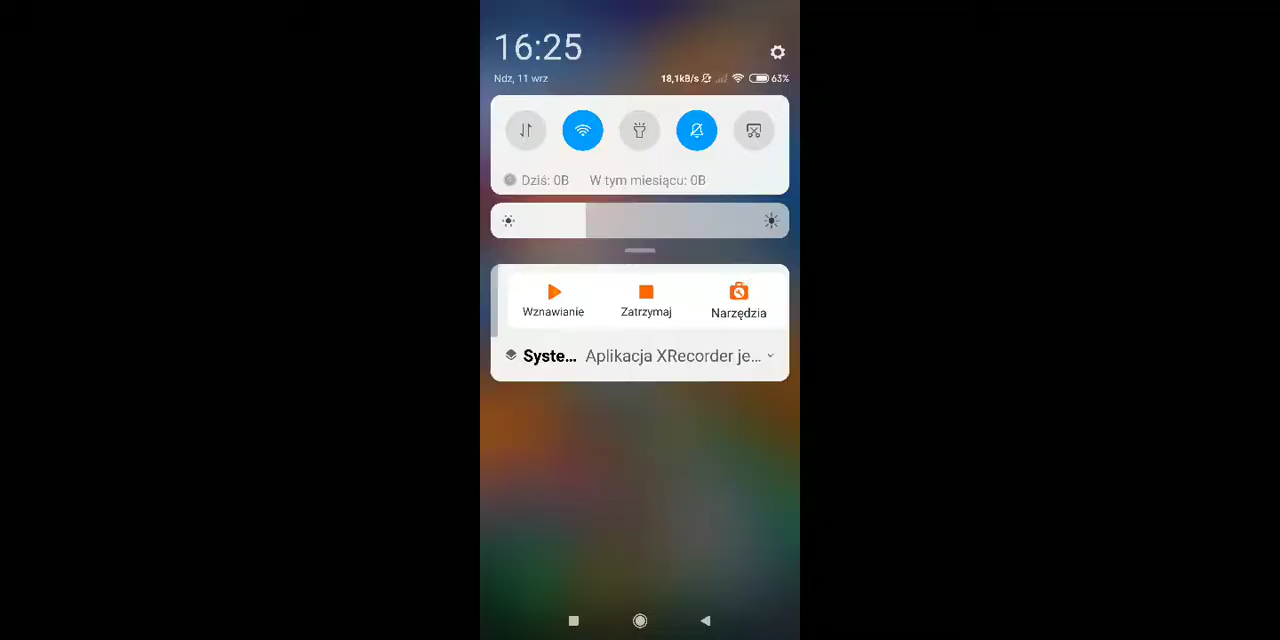 16:25
Ndz, 11 wrz
18,1kB/s 63%
Dziś: 0B W tym miesiącu: 0B
Wznawianie Zatrzymaj Narzędzia
Syste... Aplikacja XRecorder je...